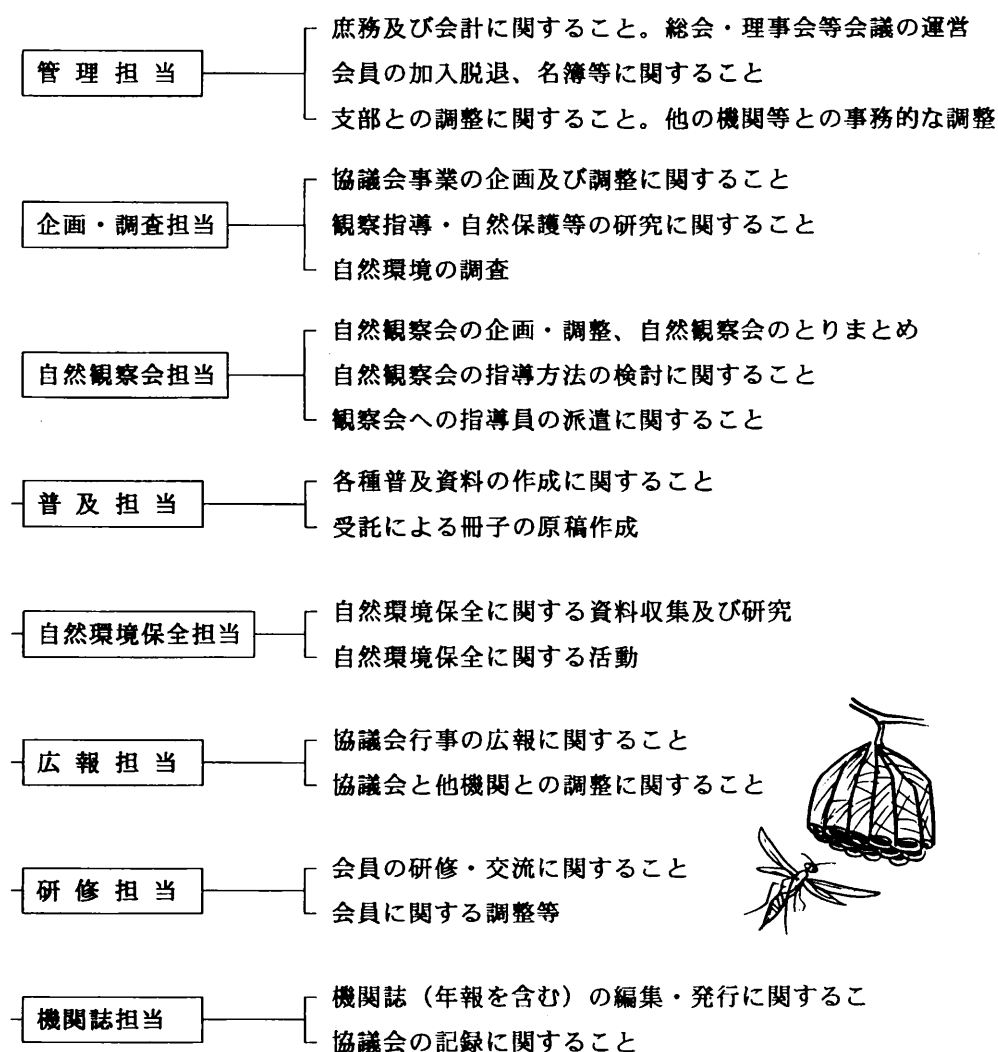 管理担当
庶務及び会計に関すること。総会・理事会等会議の運営
会員の加入脱退、名簿等に関すること
支部との調整に関すること。他の機関等との事務的な調整
企画・調査担当
協議会事業の企画及び調整に関すること
観察指導・自然保護等の研究に関すること
自然環境の調査
自然観察会担当
自然観察会の企画・調整、自然観察会のとりまとめ
自然観察会の指導方法の検討に関すること
観察会への指導員の派遣に関すること
普及担当
各種普及資料の作成に関すること
受託による冊子の原稿作成
自然環境保全担当
自然環境保全に関する資料収集及び研究
自然環境保全に関する活動
広報担当
協議会行事の広報に関すること
協議会と他機関との調整に関すること
研修担当
会員の研修・交流に関すること
会員に関する調整等
機関誌担当
機関誌（年報を含む）の編集・発行に関するこ
協議会の記録に関すること